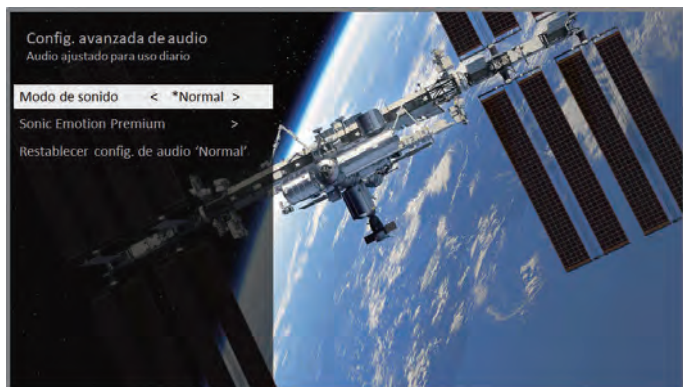 Config. avanzada de audio
Audio ajustado para uso diario
Modo de sonido < *Normal >
Sonic Emotion Premium >
Restablecer config. de audio ‘Normal’